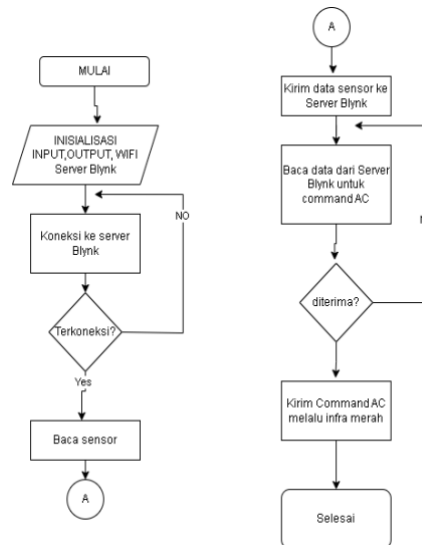 MULAI
INISIALISASI
INPUT,OUTPUT, WIFI
Server Blynk
NO
Koneksi ke server
Blynk
Terkoneksi?
Yes
Baca sensor
A
A
Kirim data sensor ke
Server Blynk
Baca data dari Server
Blynk untuk
command AC
diterima?
Kirim Command AC
melalu infra merah
Selesai